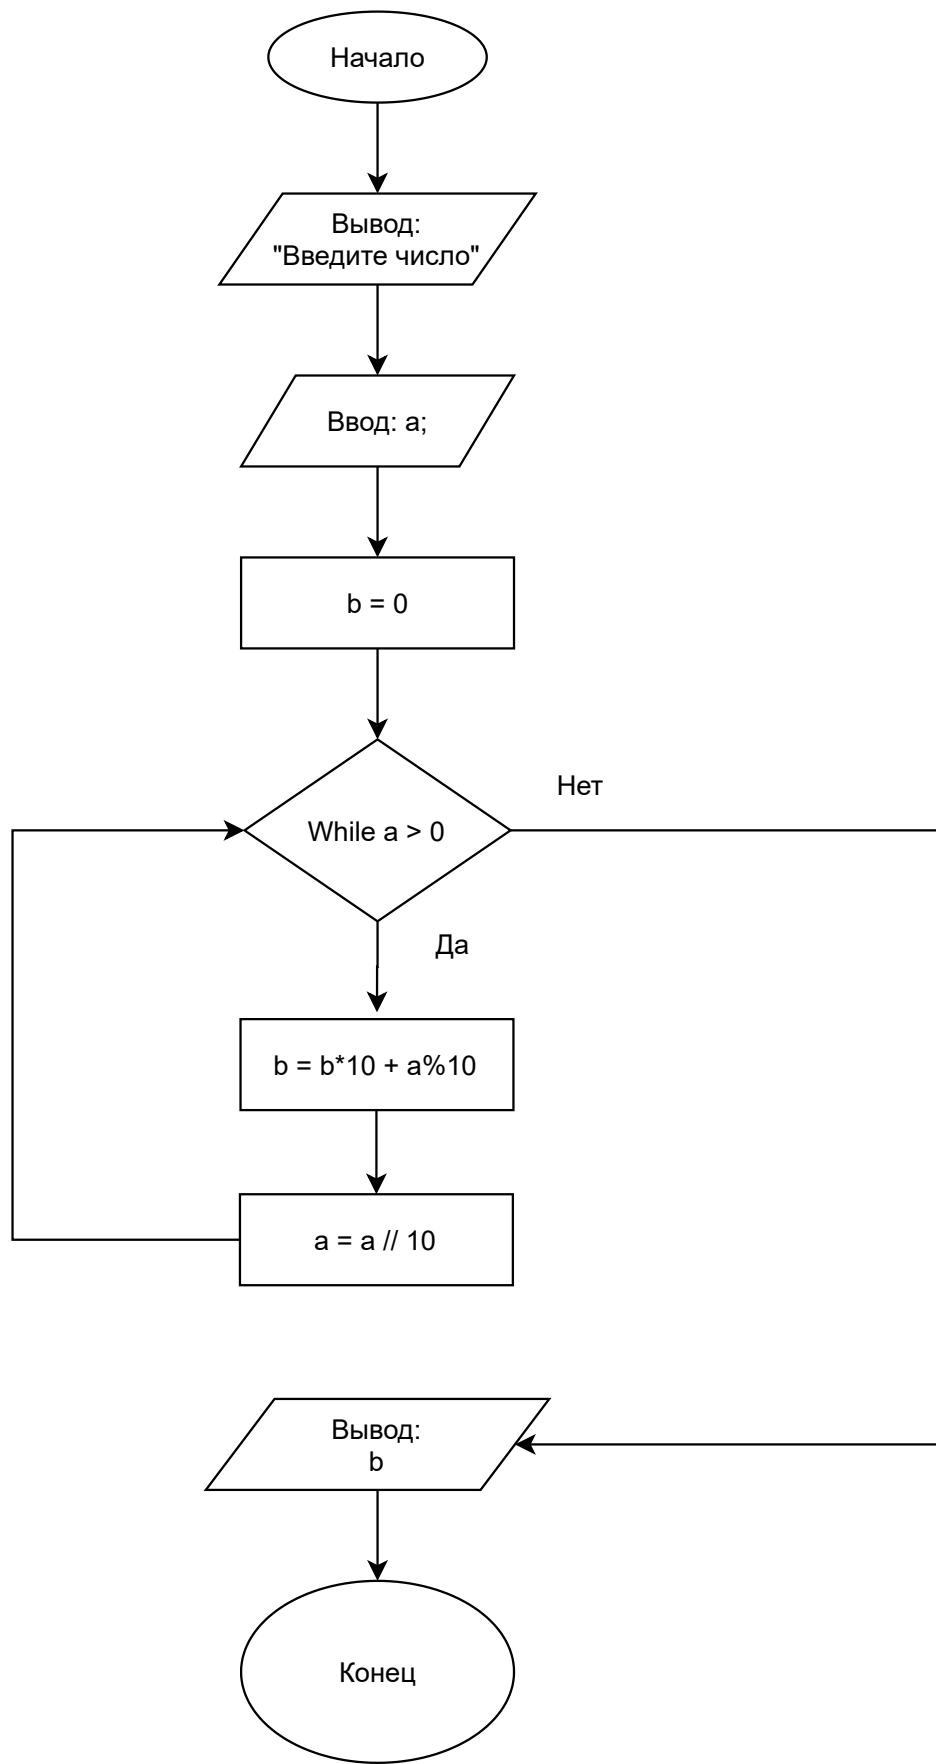 Начало
Вывод:
"Введите число"
Ввод: a;
b = 0
Нет
While a > 0
Да
b = b*10 + a%10
a = a // 10
Вывод:
b
Конец